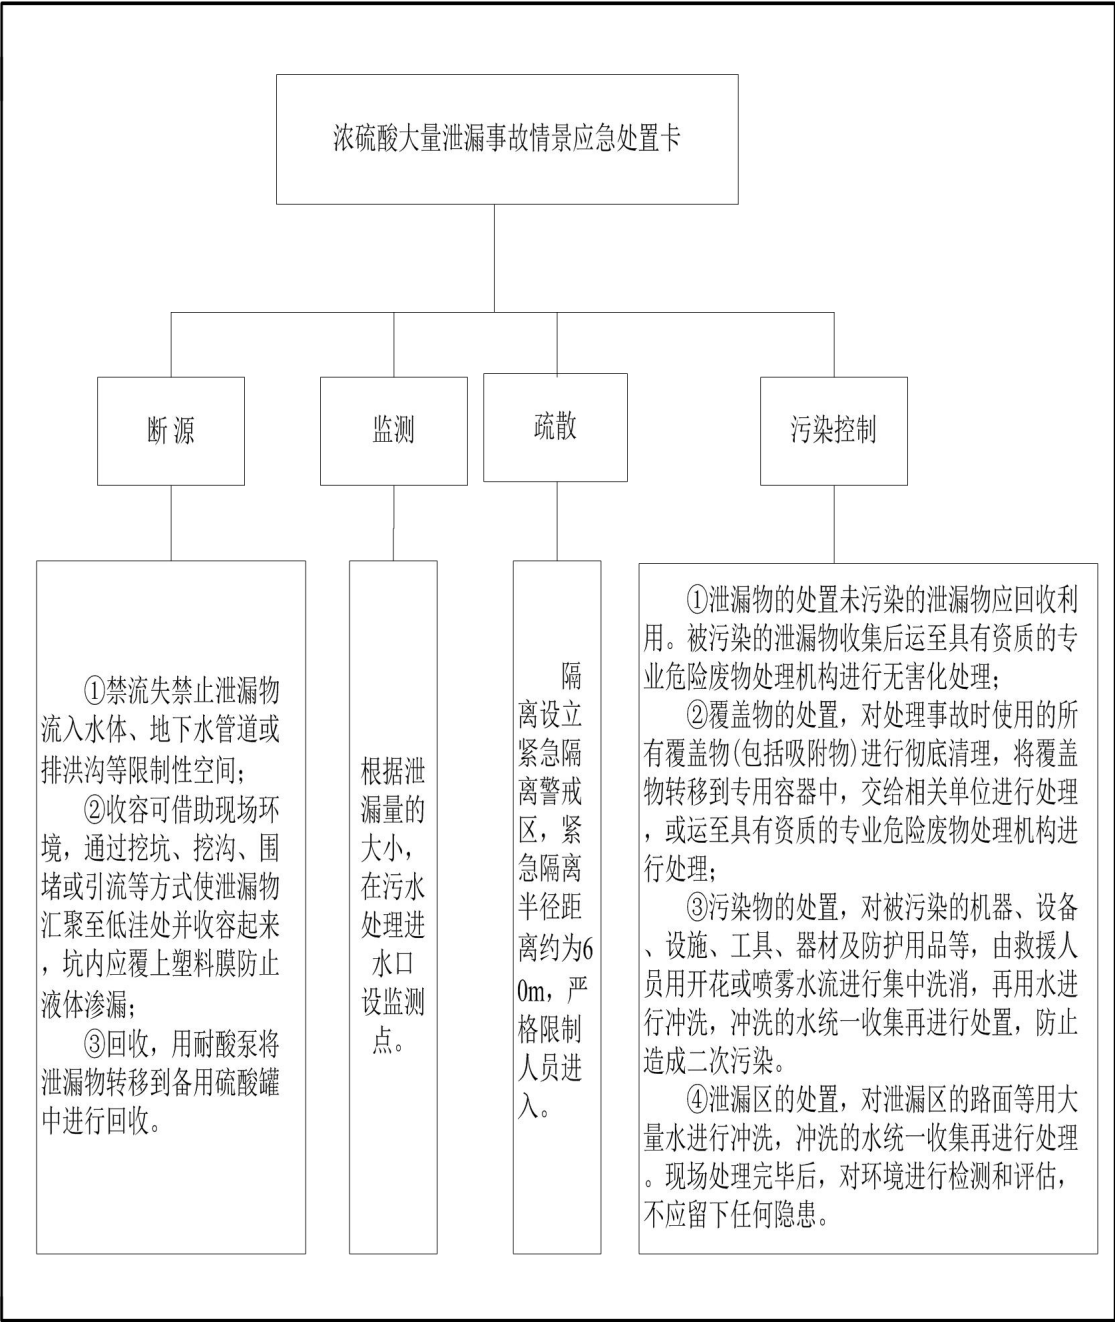 浓硫酸大量泄漏事故情景应急处置卡
断源
监测
疏散
污染控制
①禁流失禁止泄漏物
流入水体、地下水管道或
排洪沟等限制性空间；
②收容可借助现场环
境，通过挖坑、挖沟、围
堵或引流等方式使泄漏物
汇聚至低洼处并收容起来
，坑内应覆上塑料膜防止
液体渗漏；
③回收，用耐酸泵将
泄漏物转移到备用硫酸罐
中进行回收。
根据泄
漏量的
大小，
在污水
处理进
水口
设监测
点。
隔
离设立
紧急隔
离警戒
区，紧
急隔离
半径距
离约为6
0m，严
格限制
人员进
入。
①泄漏物的处置未污染的泄漏物应回收利
用。被污染的泄漏物收集后运至具有资质的专
业危险废物处理机构进行无害化处理；
②覆盖物的处置，对处理事故时使用的所
有覆盖物(包括吸附物)进行彻底清理，将覆盖
物转移到专用容器中，交给相关单位进行处理
，或运至具有资质的专业危险废物处理机构进
行处理；
③污染物的处置，对被污染的机器、设备
、设施、工具、器材及防护用品等，由救援人
员用开花或喷雾水流进行集中洗消，再用水进
行冲洗，冲洗的水统一收集再进行处置，防止
造成二次污染。
④泄漏区的处置，对泄漏区的路面等用大
量水进行冲洗，冲洗的水统一收集再进行处理
。现场处理完毕后，对环境进行检测和评估，
不应留下任何隐患。